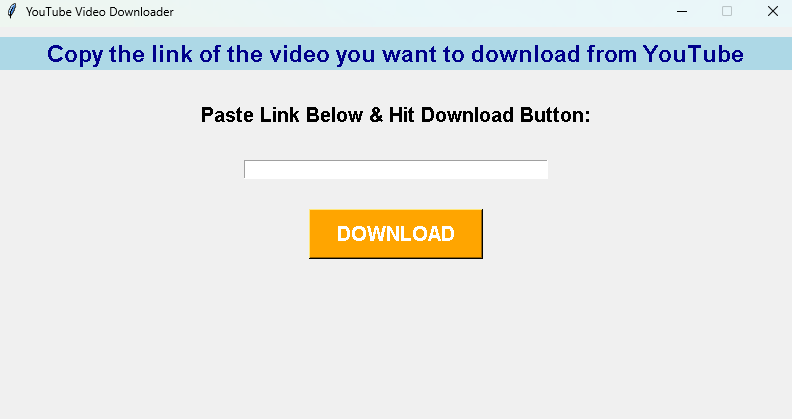 YouTube Video Downloader
Copy the link of the video you want to download from YouTube
Paste Link Below & Hit Download Button:
DOWNLOAD